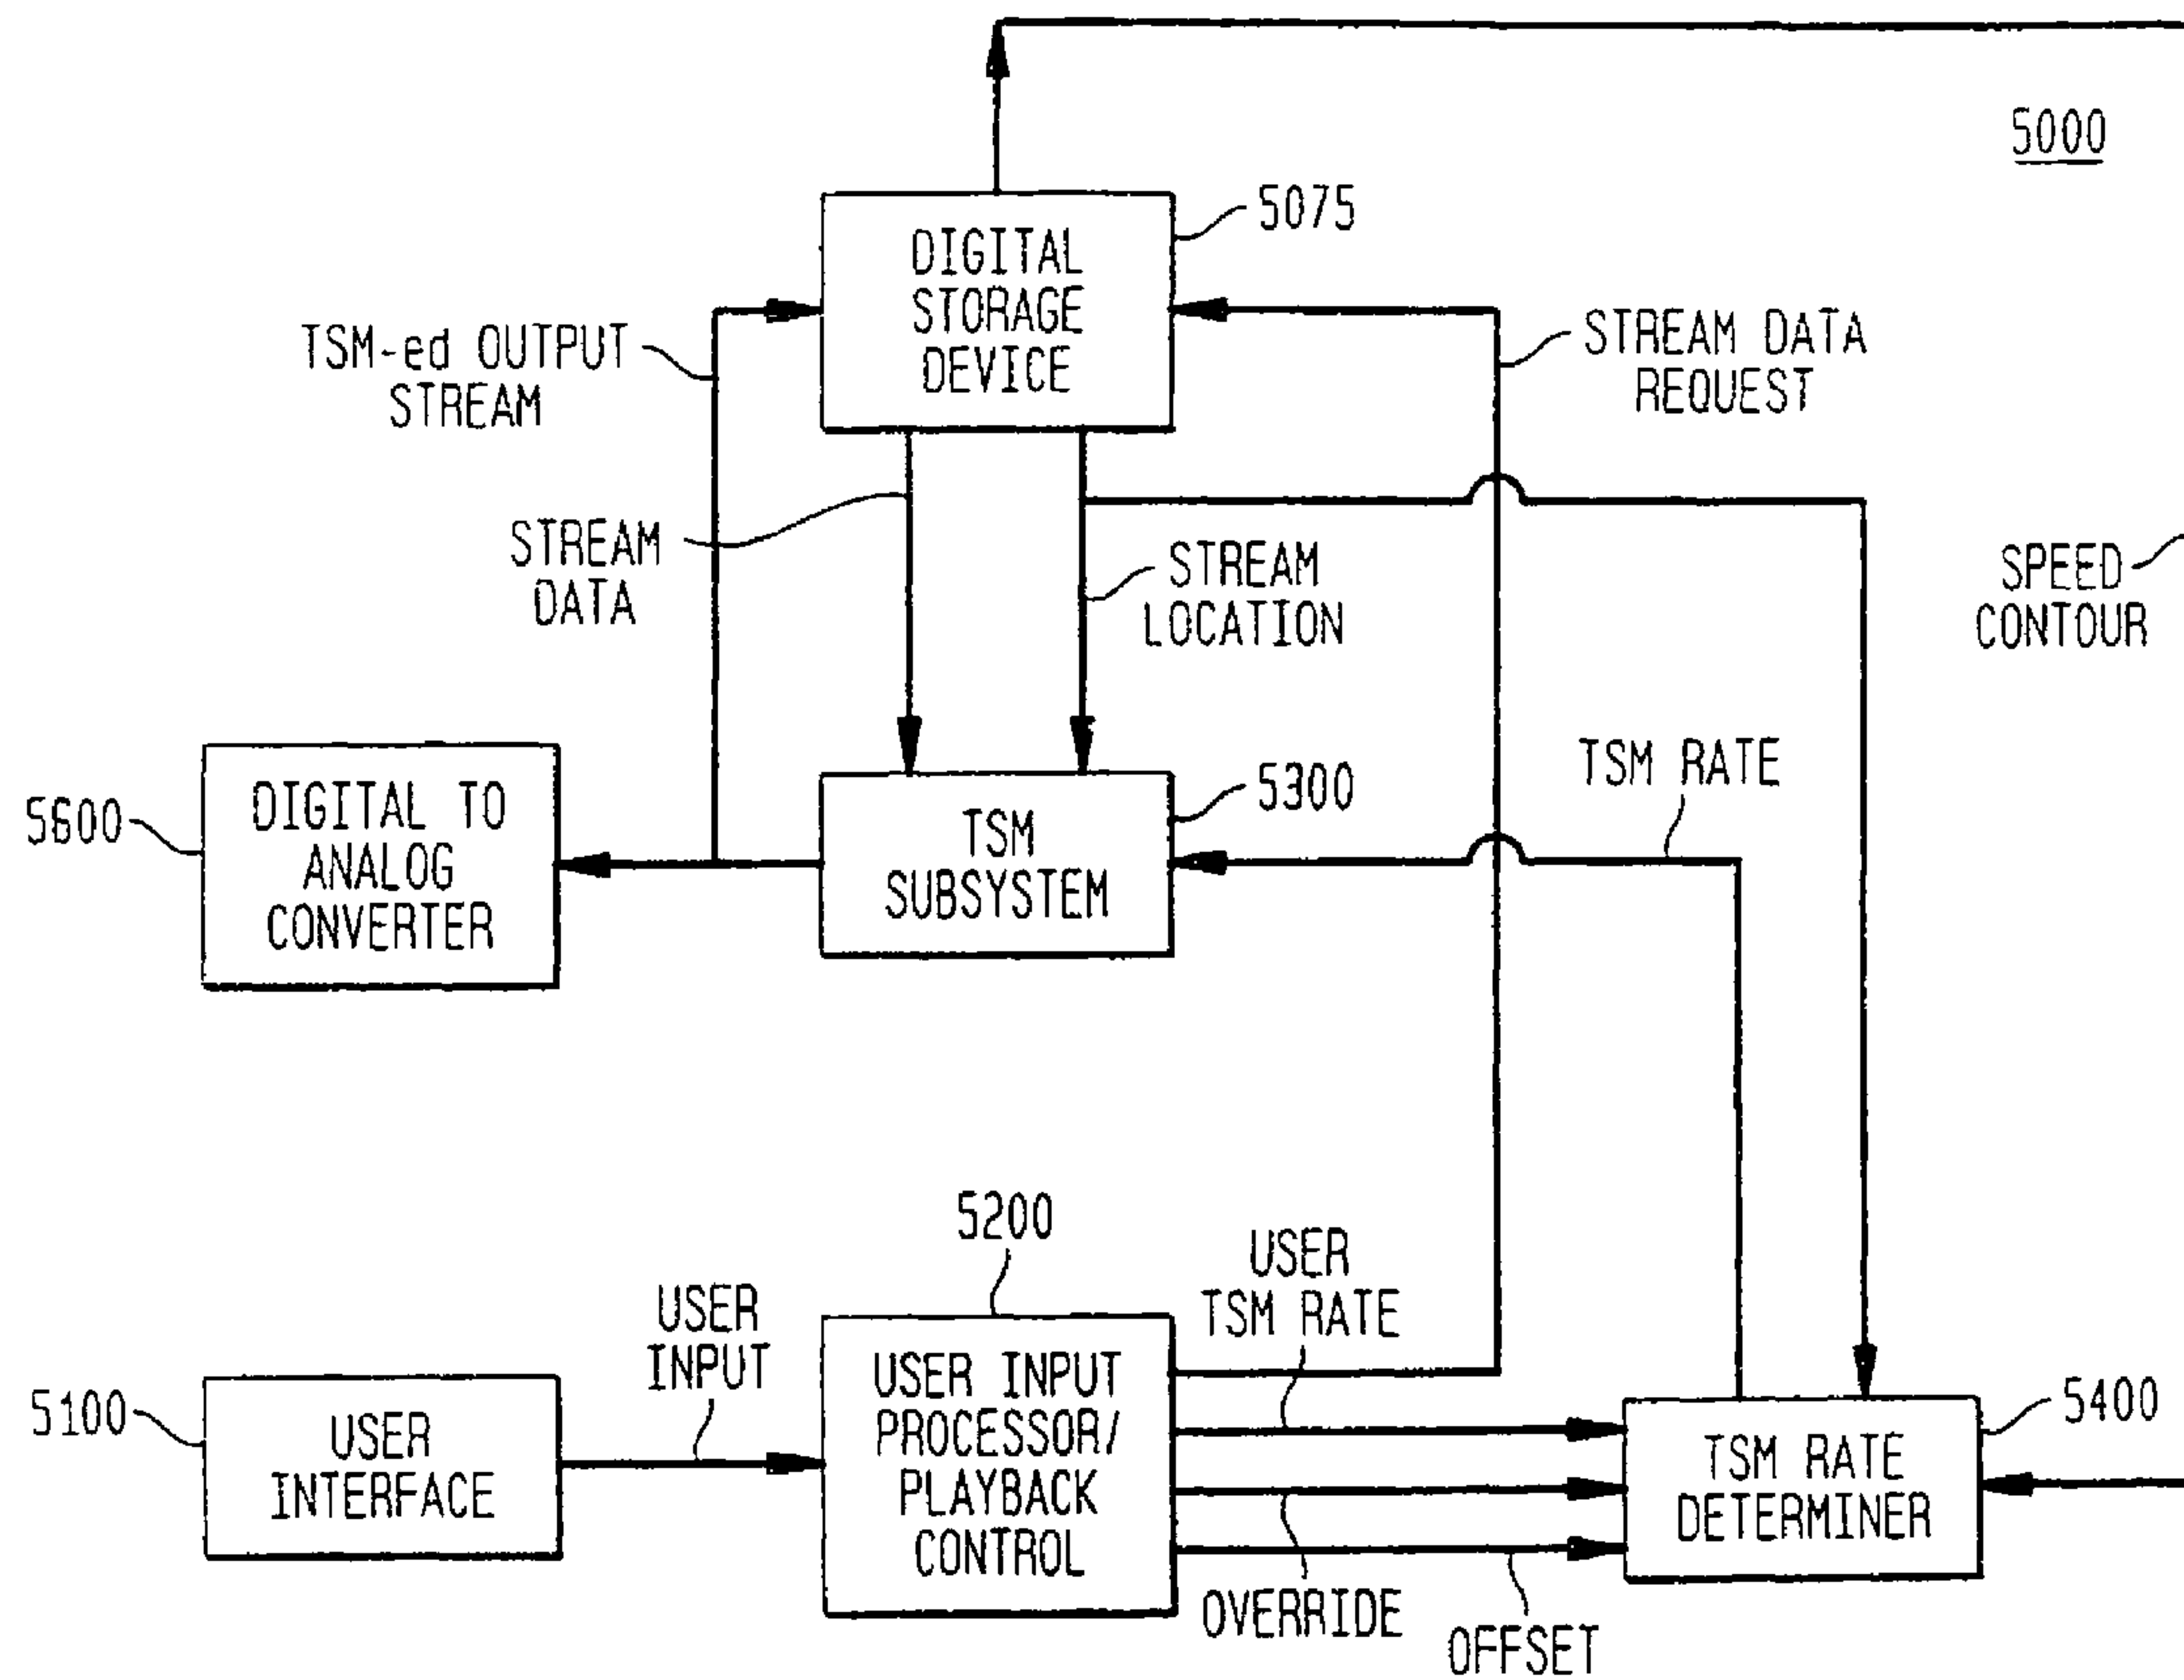 5000
5075
DIGITAL
STORAGE
DEVICE
TSM-ed OUTPUT
STREAM
STREAM DATA
REQUEST
STREAM
DATA
STREAM
LOCATION
SPEED
CONTOUR
5600
DIGITAL TO
ANALOG
CONVERTER
5300
TSM
SUBSYSTEM
TSM RATE
5200
USER
TSM RATE
USER
INPUT
5100
USER
INTERFACE
USER INPUT
PROCESSOR/
PLAYBACK
CONTROL
5400
TSM RATE
DETERMINER
OVERRIDE
OFFSET